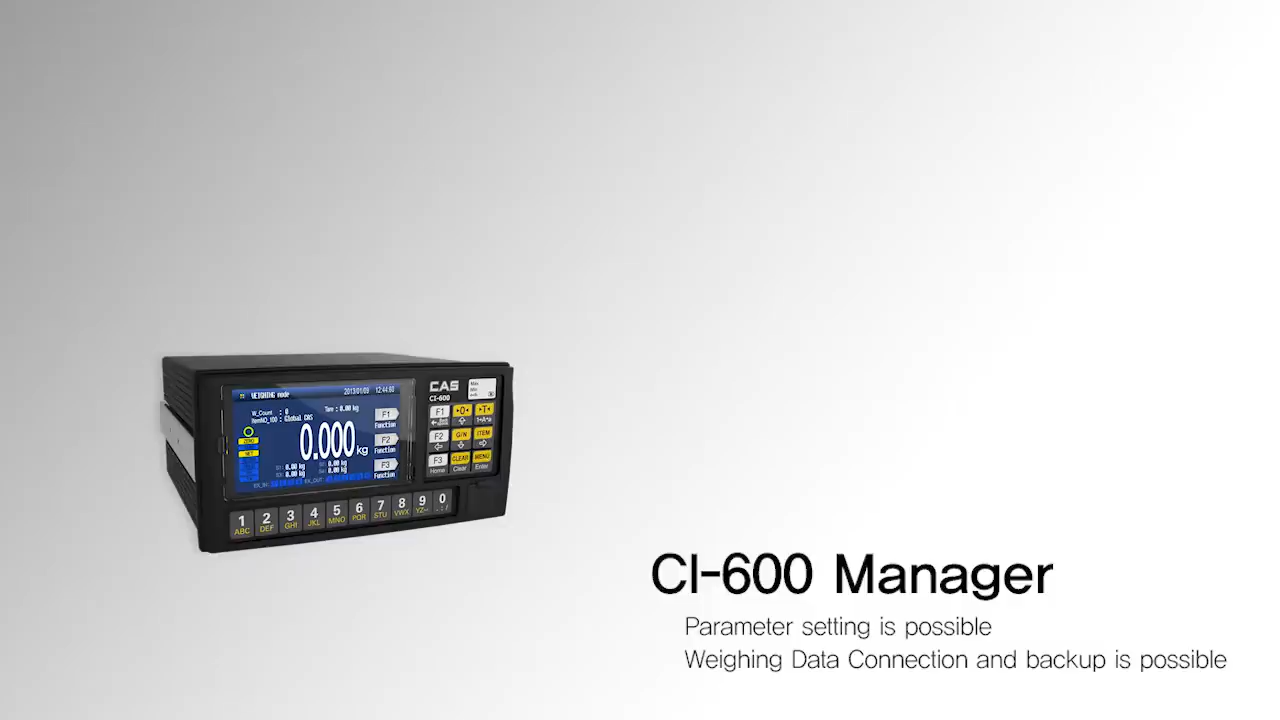 WEIGHING mode 2013/01/09 12:44:60
W_Count : 0 Tare : 0.00 kg
ItemNO_100 : Global CAS
ZERO
NET
0.000 kg
F1
Function
F2
Function
F3
Function
CAS
CI-600
F1 0 T
F2 G/N ITEM
F3 CLEAR MENU
Home Clear Enter
1 2 3 4 5 6 7 8 9 0
ABC DEF GHI JKL MNO PQR STU VWX YZ
CI-600 Manager
Parameter setting is possible
Weighing Data Connection and backup is possible